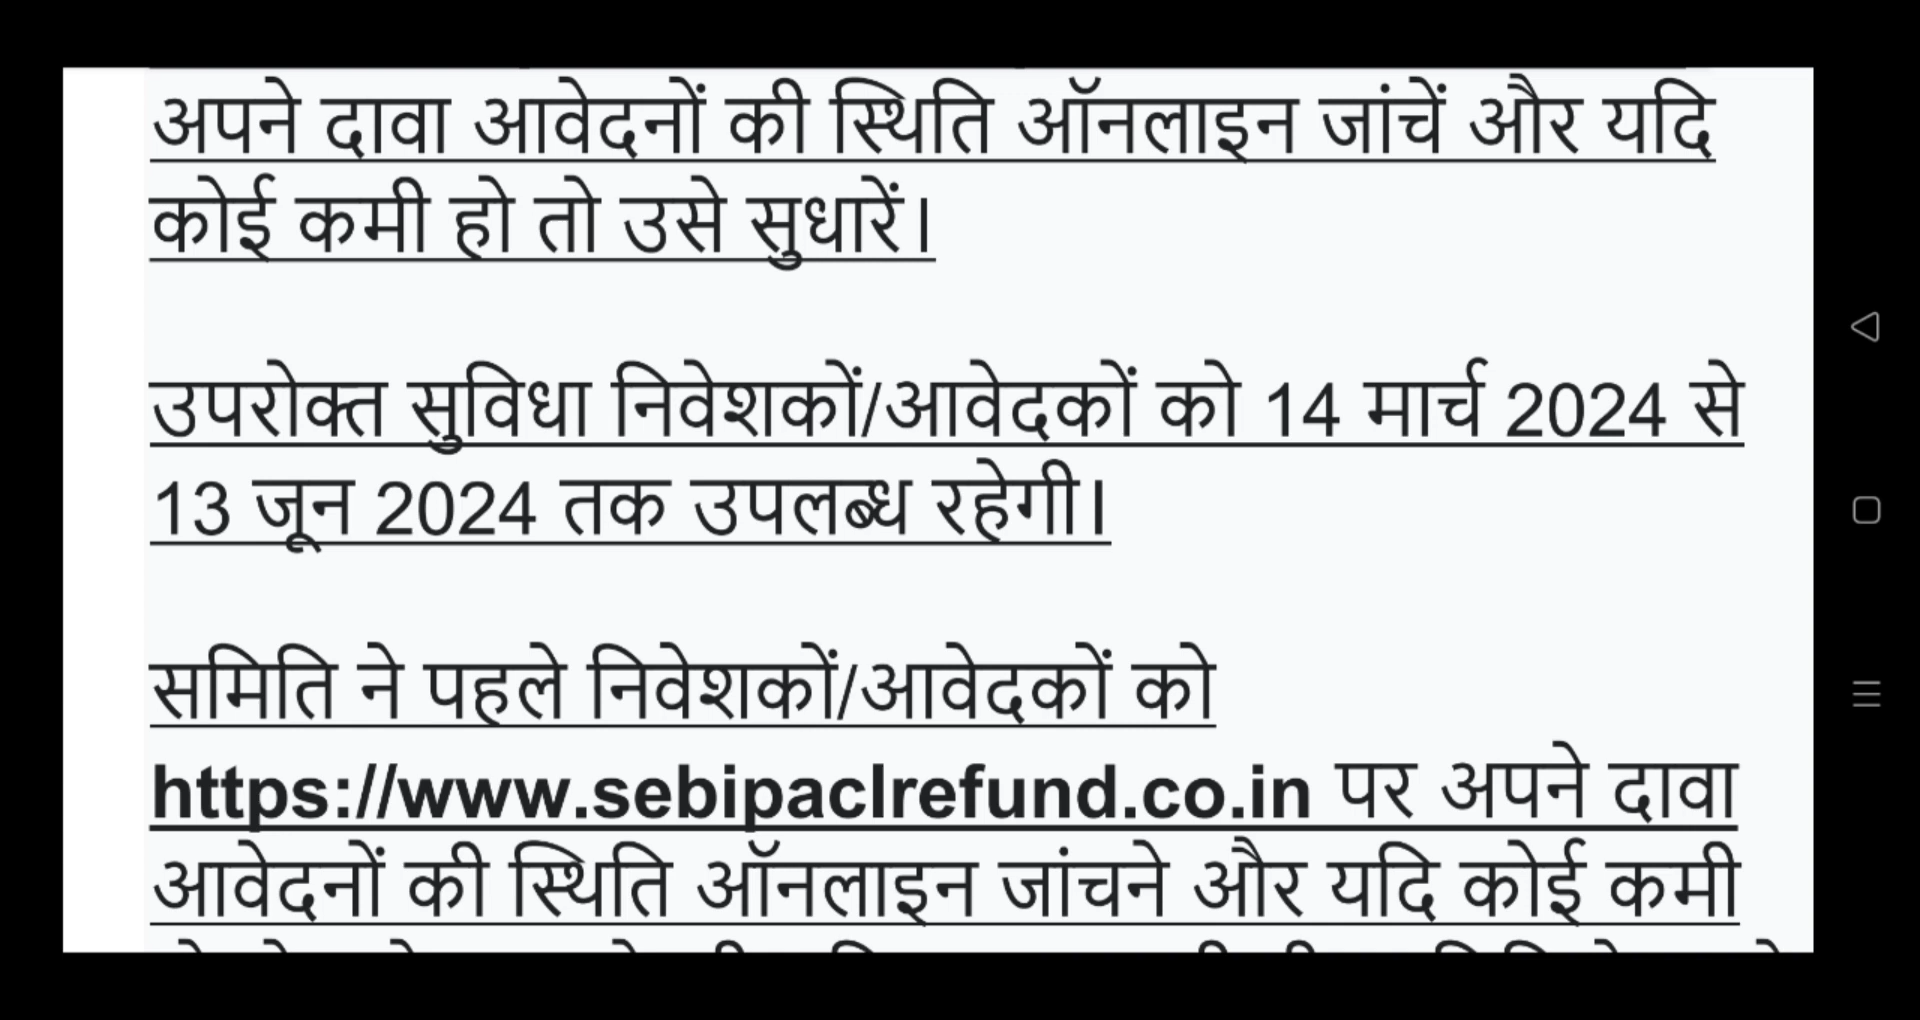 अपने दावा आवेदनों की स्थिति ऑनलाइन जांचें और यदि
कोई कमी हो तो उसे सुधारें।
उपरोक्त सुविधा निवेशकों/आवेदकों को 14 मार्च 2024 से
13 जून 2024 तक उपलब्ध रहेगी।
समिति ने पहले निवेशकों/आवेदकों को
https://www.sebipaclrefund.co.in पर अपने दावा
आवेदनों की स्थिति ऑनलाइन जांचने और यदि कोई कमी